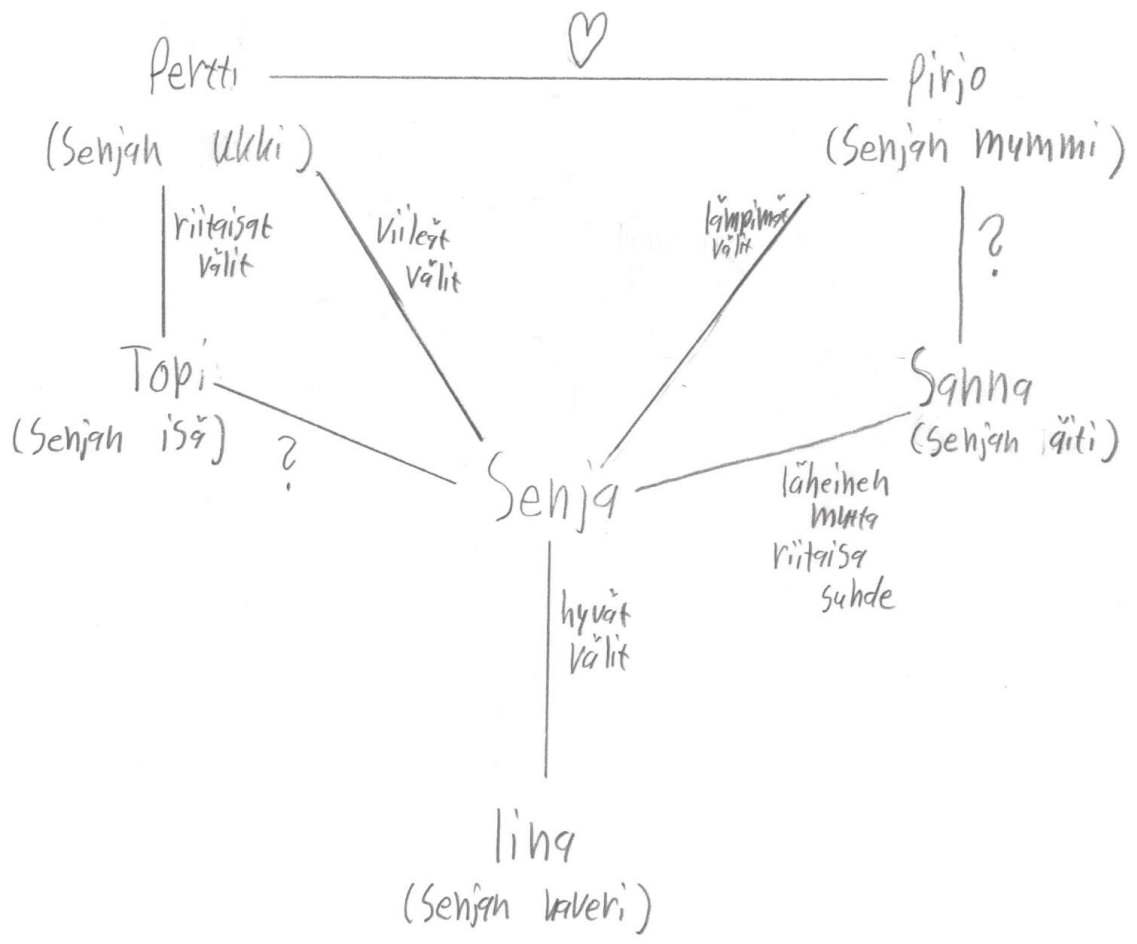 Pertti
Pirjo
(Senjan Ukki)
(Senjan mummi)
riitaisat
välit
Viileät
välit
lämpimät
välit
?
Topi
(Senjan isä)
?
Sanna
(Senjan äiti)
Senja
läheinen
mutta
riitaisa
suhde
hyvät
välit
Iina
(Senjan kaveri)